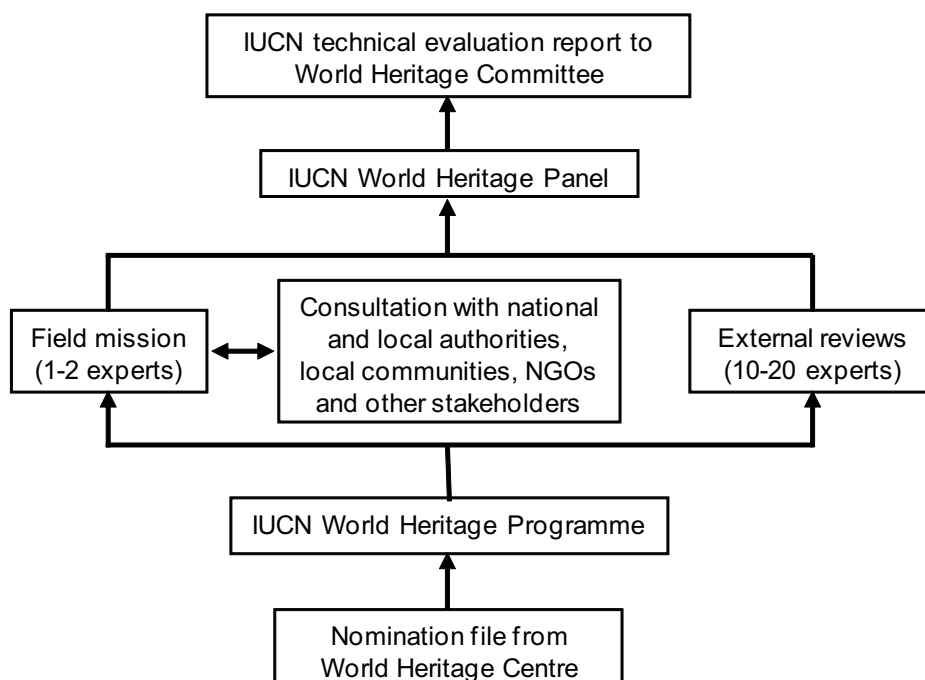 IUCN technical evaluation report to
World Heritage Committee
IUCN World Heritage Panel
Field mission
(1-2 experts)
Consultation with national
and local authorities,
local communities, NGOs
and other stakeholders
External reviews
(10-20 experts)
IUCN World Heritage Programme
Nomination file from
World Heritage Centre